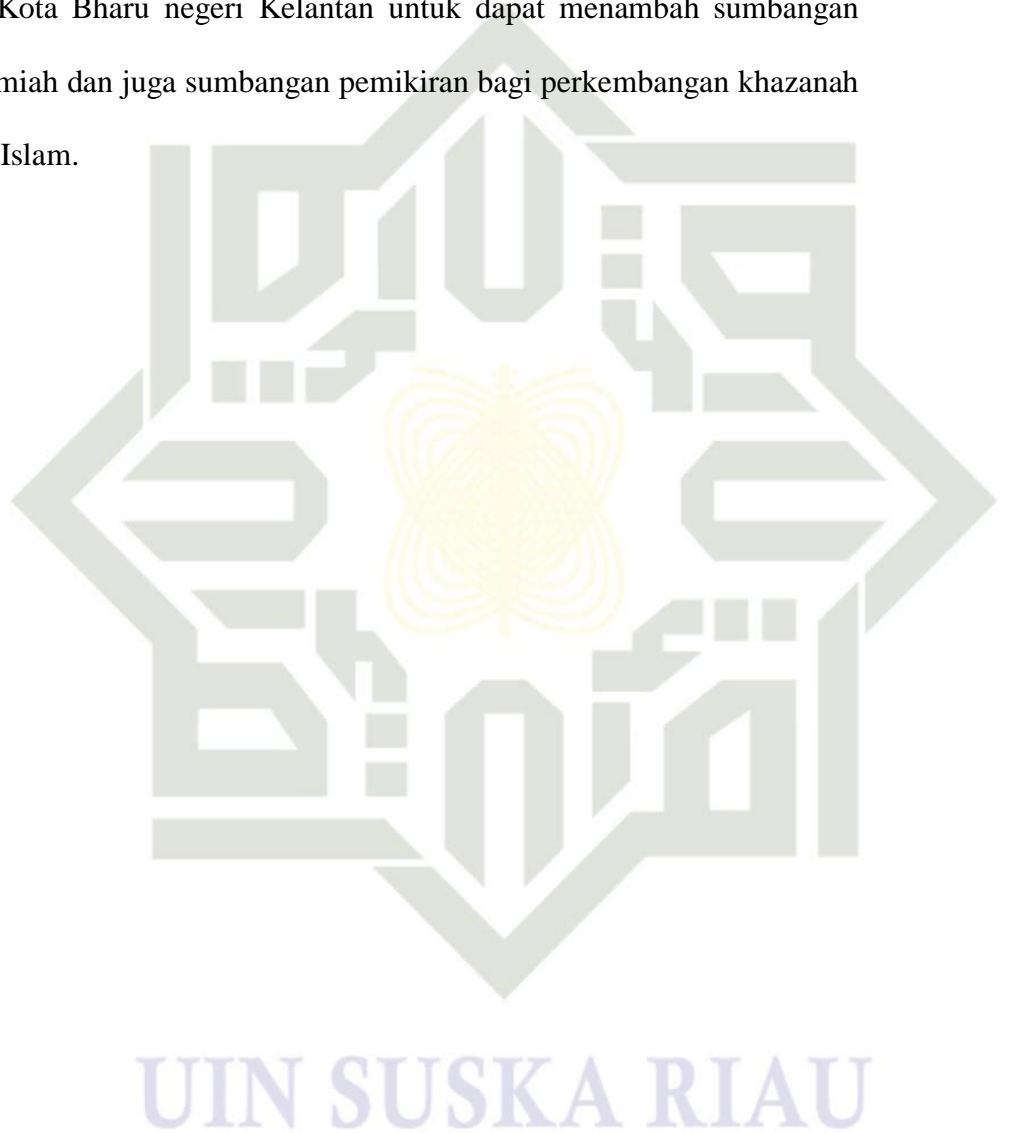 Kota Bharu negeri Kelantan untuk dapat menambah sumbangan
miah dan juga sumbangan pemikiran bagi perkembangan khazanah
Islam.
UIN SUSKA RIAU